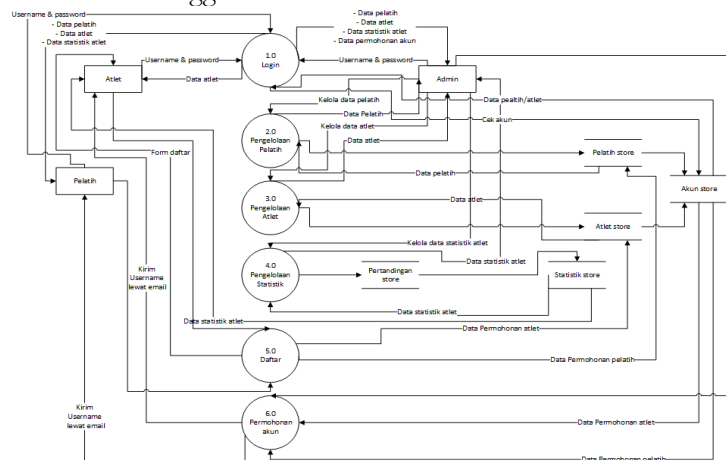 Username & password
- Data pelatih
- Data atlet
- Data statistik atlet
- Data pelatih
- Data atlet
- Data statistik atlet
- Data permohonan akun
1.0
Login
Username & password
Username & password
Atlet
Data atlet
Admin
Kelola data pelatih
Data Pelatih
Data pealtih/atlet
Kelola data atlet
Cek akun
2.0
Pengelolaan
Pelatih
Data atlet
Form daftar
Pelatih store
Data pelatih
Pelatih
Akun store
3.0
Pengelolaan
Atlet
Data atlet
Atlet store
Kelola data statistik atlet
4.0
Pengelolaan
Statistik
Data statistik atlet
Kirim
Username
lewat email
Pertandingan
store
Statistik store
Data statistik atlet
Data statistik atlet
Data Permohonan atlet
5.0
Daftar
Data Permohonan pelatih
Kirim
Username
lewat email
6.0
Permohonan
akun
Data Permohonan atlet
Data Permohonan pelatih